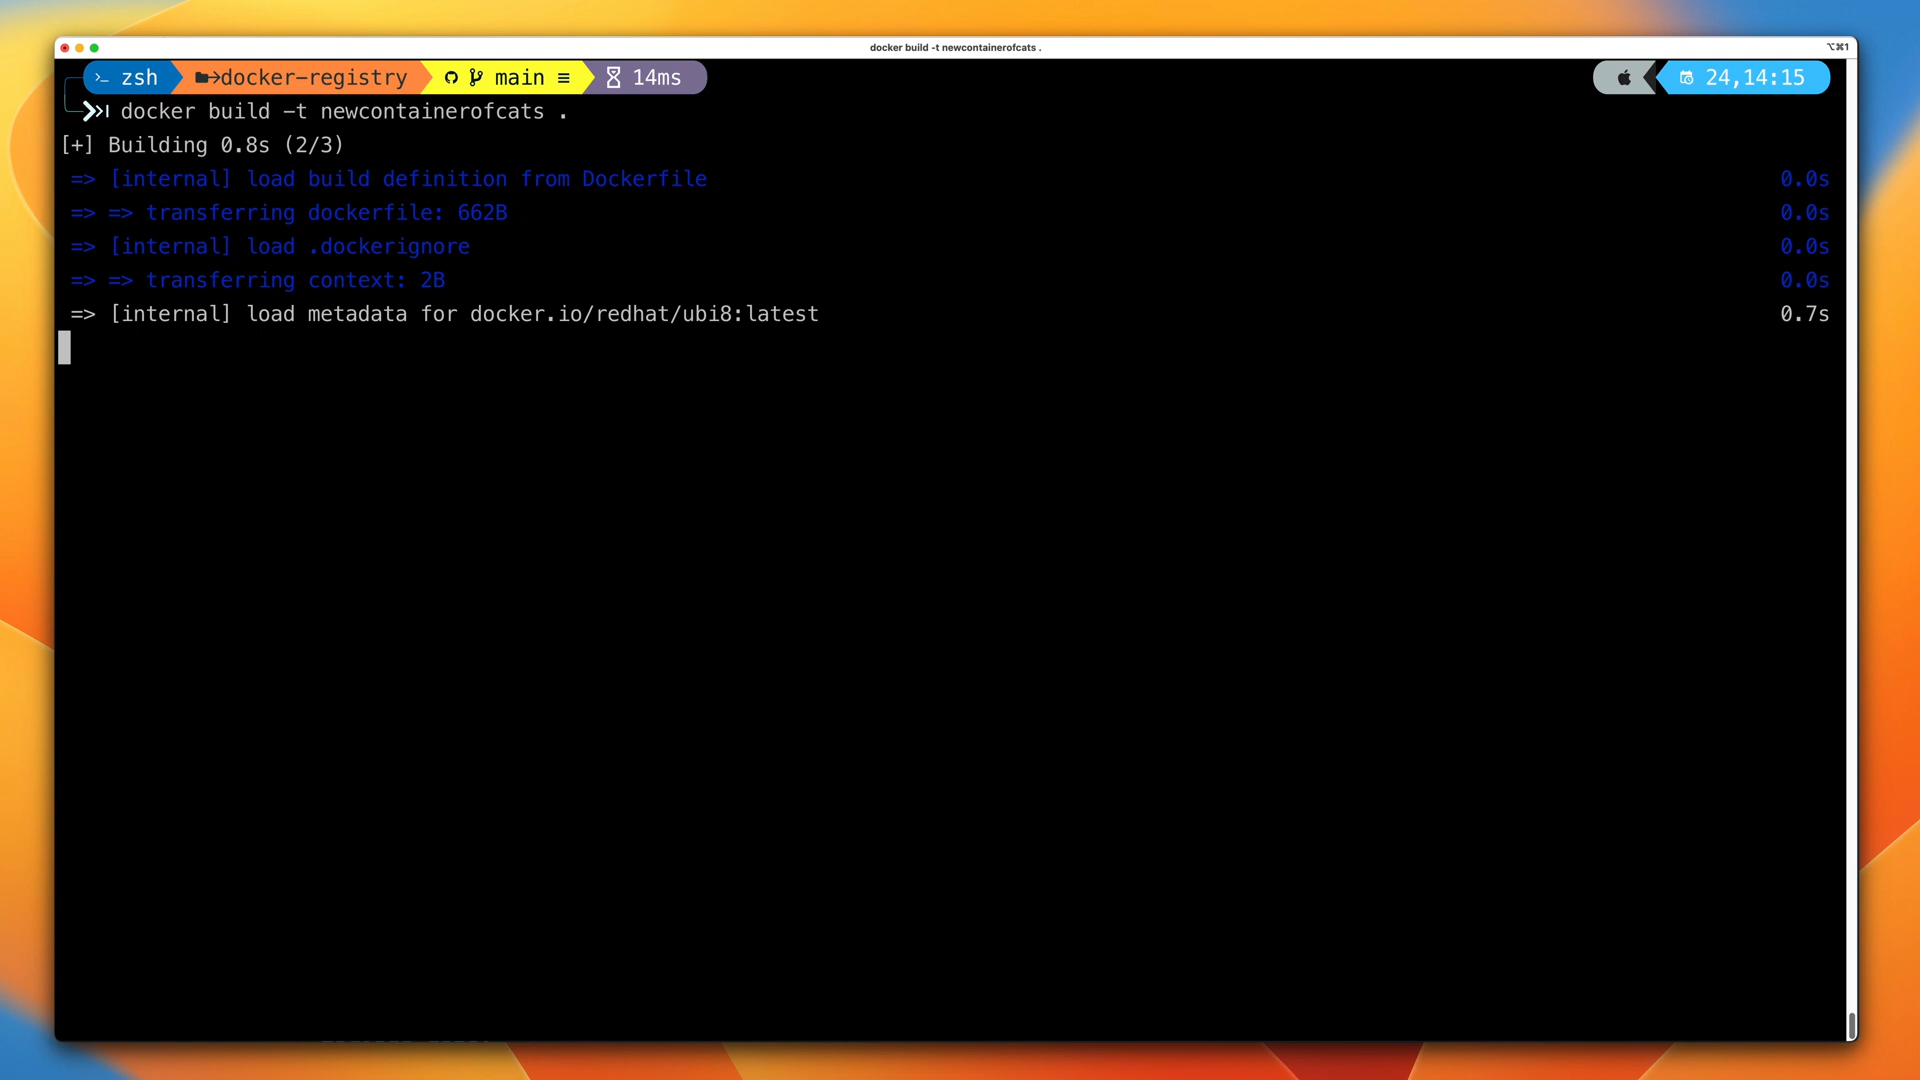 docker build -t newcontainerofcats .
⌥⌘1
zsh docker-registry main ≡ 14ms 24,14:15
docker build -t newcontainerofcats .
[+] Building 0.8s (2/3)
=> [internal] load build definition from Dockerfile 0.0s
=> => transferring dockerfile: 662B 0.0s
=> [internal] load .dockerignore 0.0s
=> => transferring context: 2B 0.0s
=> [internal] load metadata for docker.io/redhat/ubi8:latest 0.7s